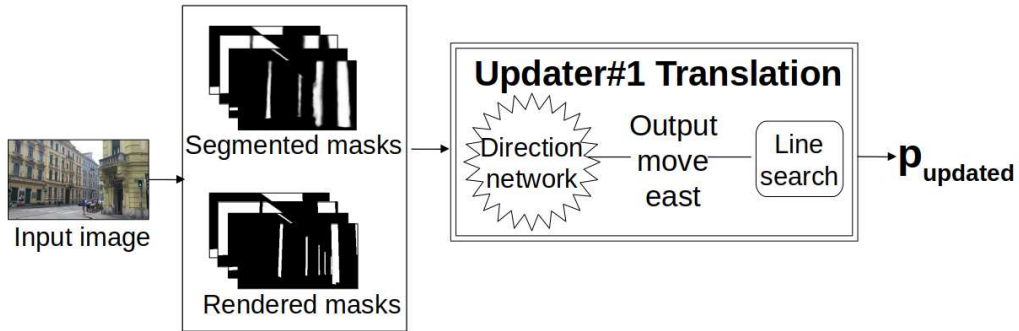 Input image
Segmented masks
Rendered masks
Updater#1 Translation
Direction
network
Output
move
east
Line
search
p updated